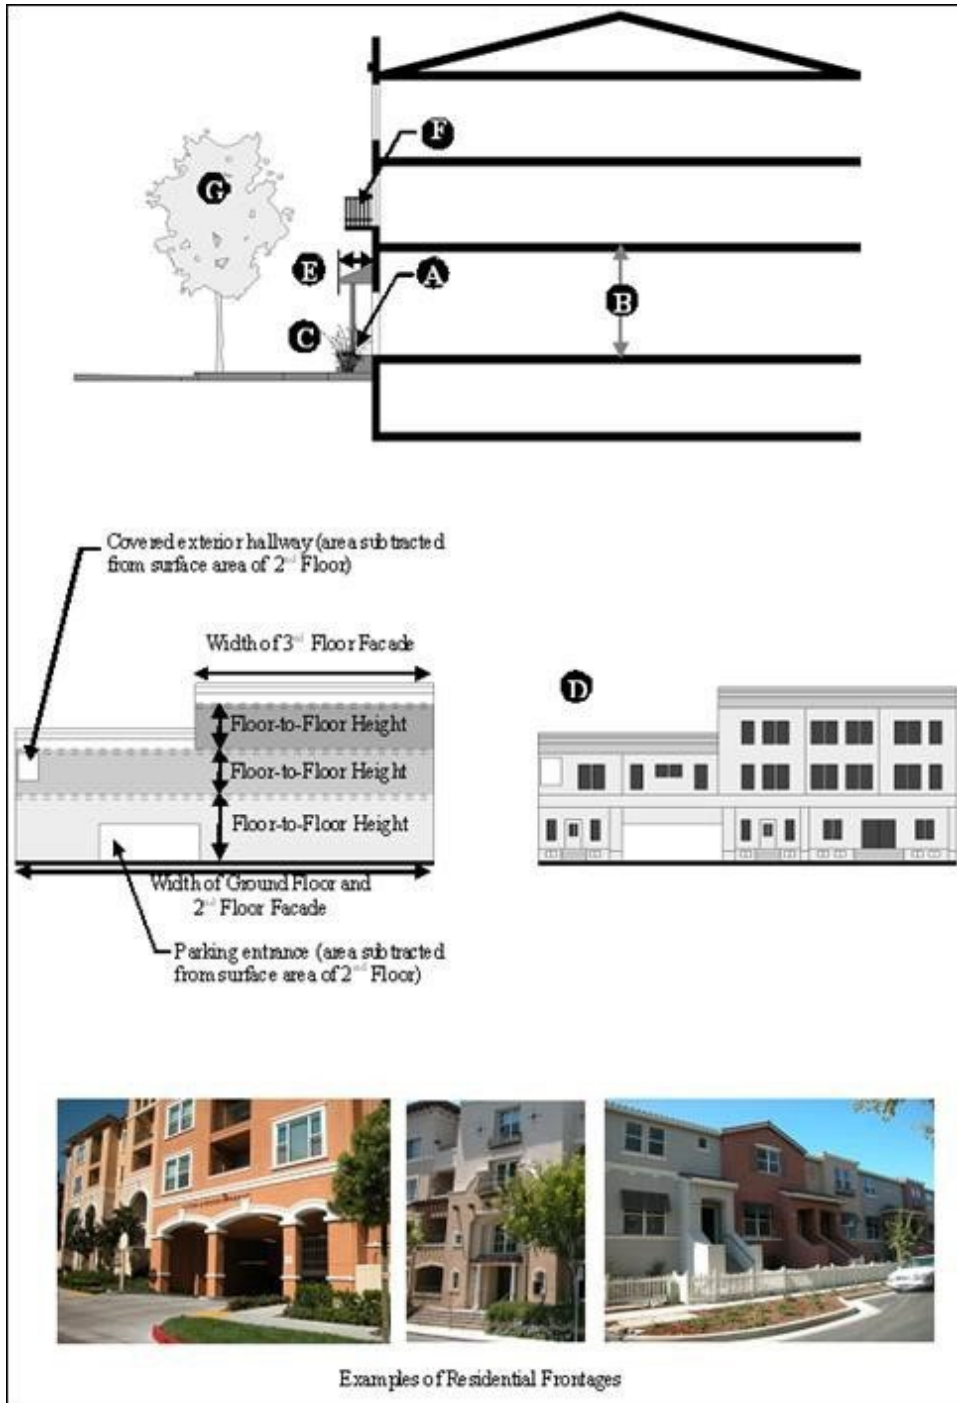 F
G
E
A
B
C
Covered exterior hallway (area subtracted
from surface area of 2nd Floor)
Width of 3rd Floor Facade
D
Floor-to-Floor Height
Floor-to-Floor Height
Floor-to-Floor Height
Width of Ground Floor and
2nd Floor Facade
Parking entrance (area subtracted
from surface area of 2nd Floor)
Examples of Residential Frontages